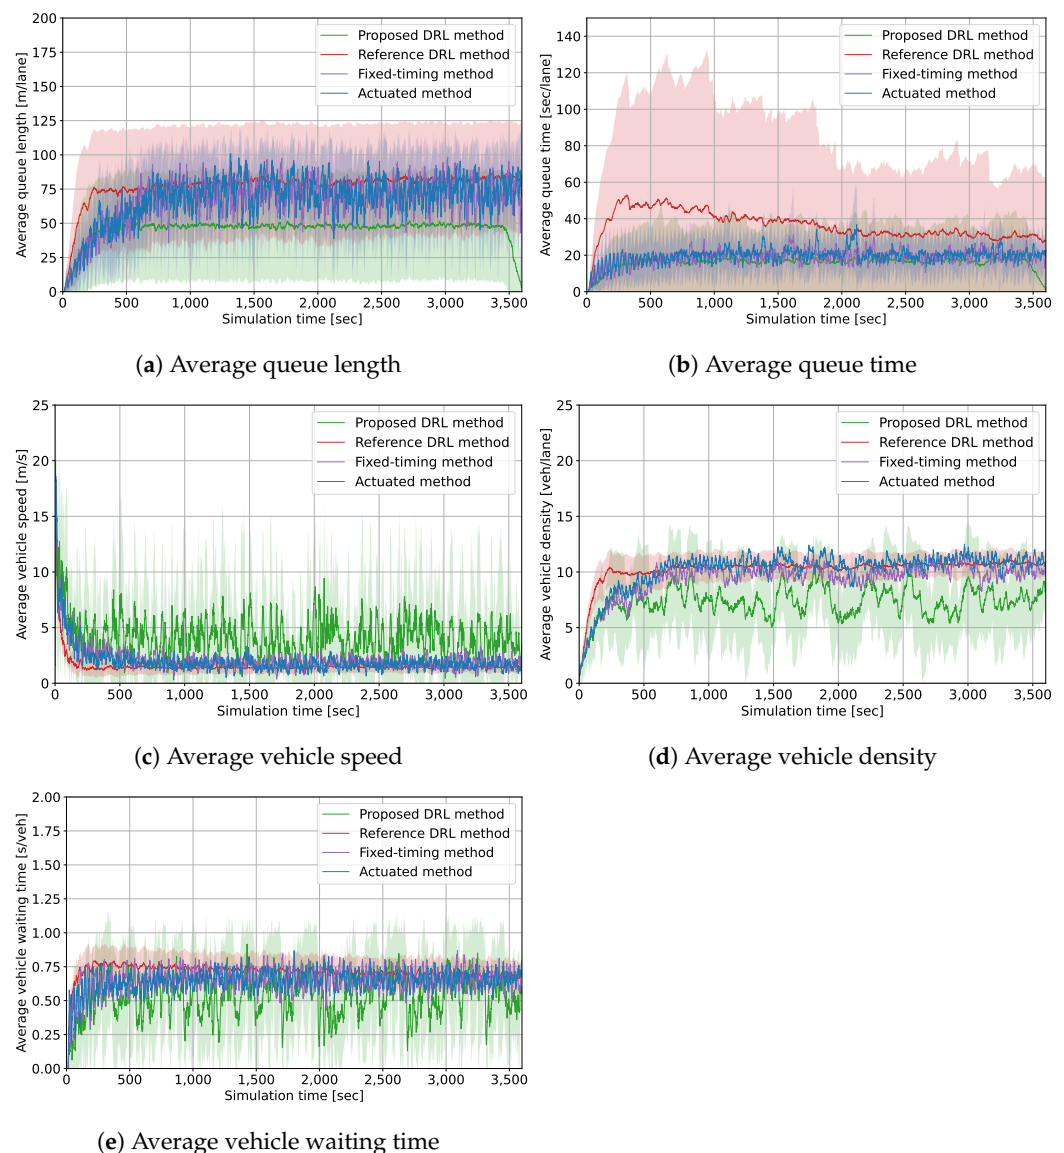 200
175
150
125
100
75
50
25
0
Average queue length [m/lane]
Proposed DRL method
Reference DRL method
Fixed-timing method
Actuated method
0 500 1,000 1,500 2,000 2,500 3,000 3,500
Simulation time [sec]
(a) Average queue length
140
120
100
80
60
40
20
0
Average queue time [sec/lane]
Proposed DRL method
Reference DRL method
Fixed-timing method
Actuated method
0 500 1,000 1,500 2,000 2,500 3,000 3,500
Simulation time [sec]
(b) Average queue time
25
20
15
10
5
0
Average vehicle speed [m/s]
Proposed DRL method
Reference DRL method
Fixed-timing method
Actuated method
0 500 1,000 1,500 2,000 2,500 3,000 3,500
Simulation time [sec]
(c) Average vehicle speed
25
20
15
10
5
0
Average vehicle density [veh/lane]
Proposed DRL method
Reference DRL method
Fixed-timing method
Actuated method
0 500 1,000 1,500 2,000 2,500 3,000 3,500
Simulation time [sec]
(d) Average vehicle density
2.00
1.75
1.50
1.25
1.00
0.75
0.50
0.25
0.00
Average vehicle waiting time [s/veh]
Proposed DRL method
Reference DRL method
Fixed-timing method
Actuated method
0 500 1,000 1,500 2,000 2,500 3,000 3,500
Simulation time [sec]
(e) Average vehicle waiting time